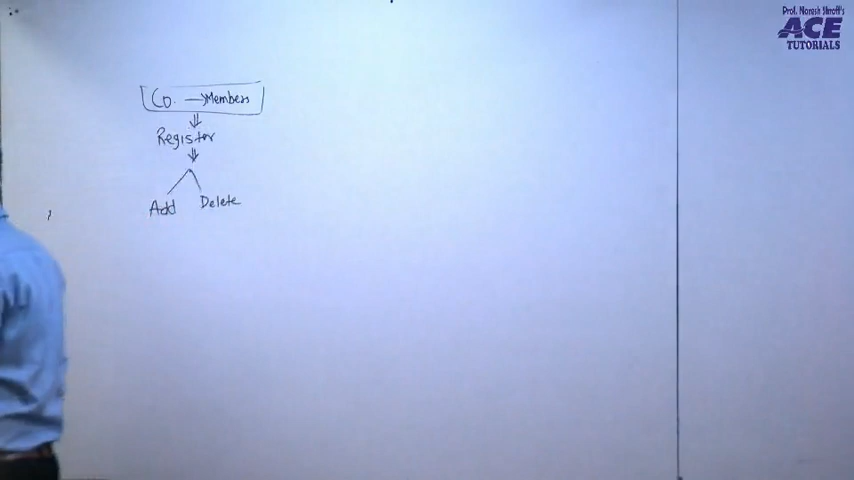 Prof. Naresh Shroff's
ACE
TUTORIALS
Co. → Members
Register
Add Delete